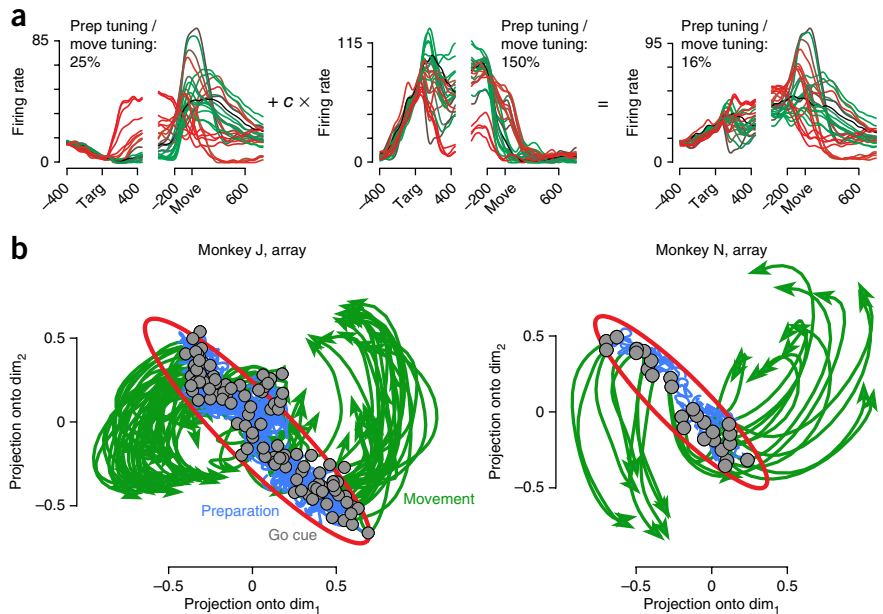 a
Prep tuning /
move tuning:
25%
Firing rate
85
0
–400
Targ
400
–200
Move
600
+ c ×
Prep tuning /
move tuning:
150%
Firing rate
115
0
–400
Targ
400
–200
Move
600
=
Prep tuning /
move tuning:
16%
Firing rate
95
0
–400
Targ
400
–200
Move
600
b
Monkey J, array
Projection onto dim2
0.5
0
–0.5
Preparation
Go cue
Movement
–0.5
0
0.5
Projection onto dim1
Monkey N, array
Projection onto dim2
0.5
0
–0.5
–0.5
0
0.5
Projection onto dim1